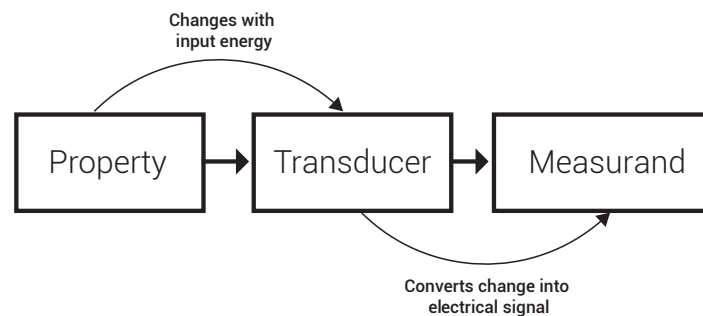 Changes with
input energy
Property
Transducer
Measurand
Converts change into
electrical signal